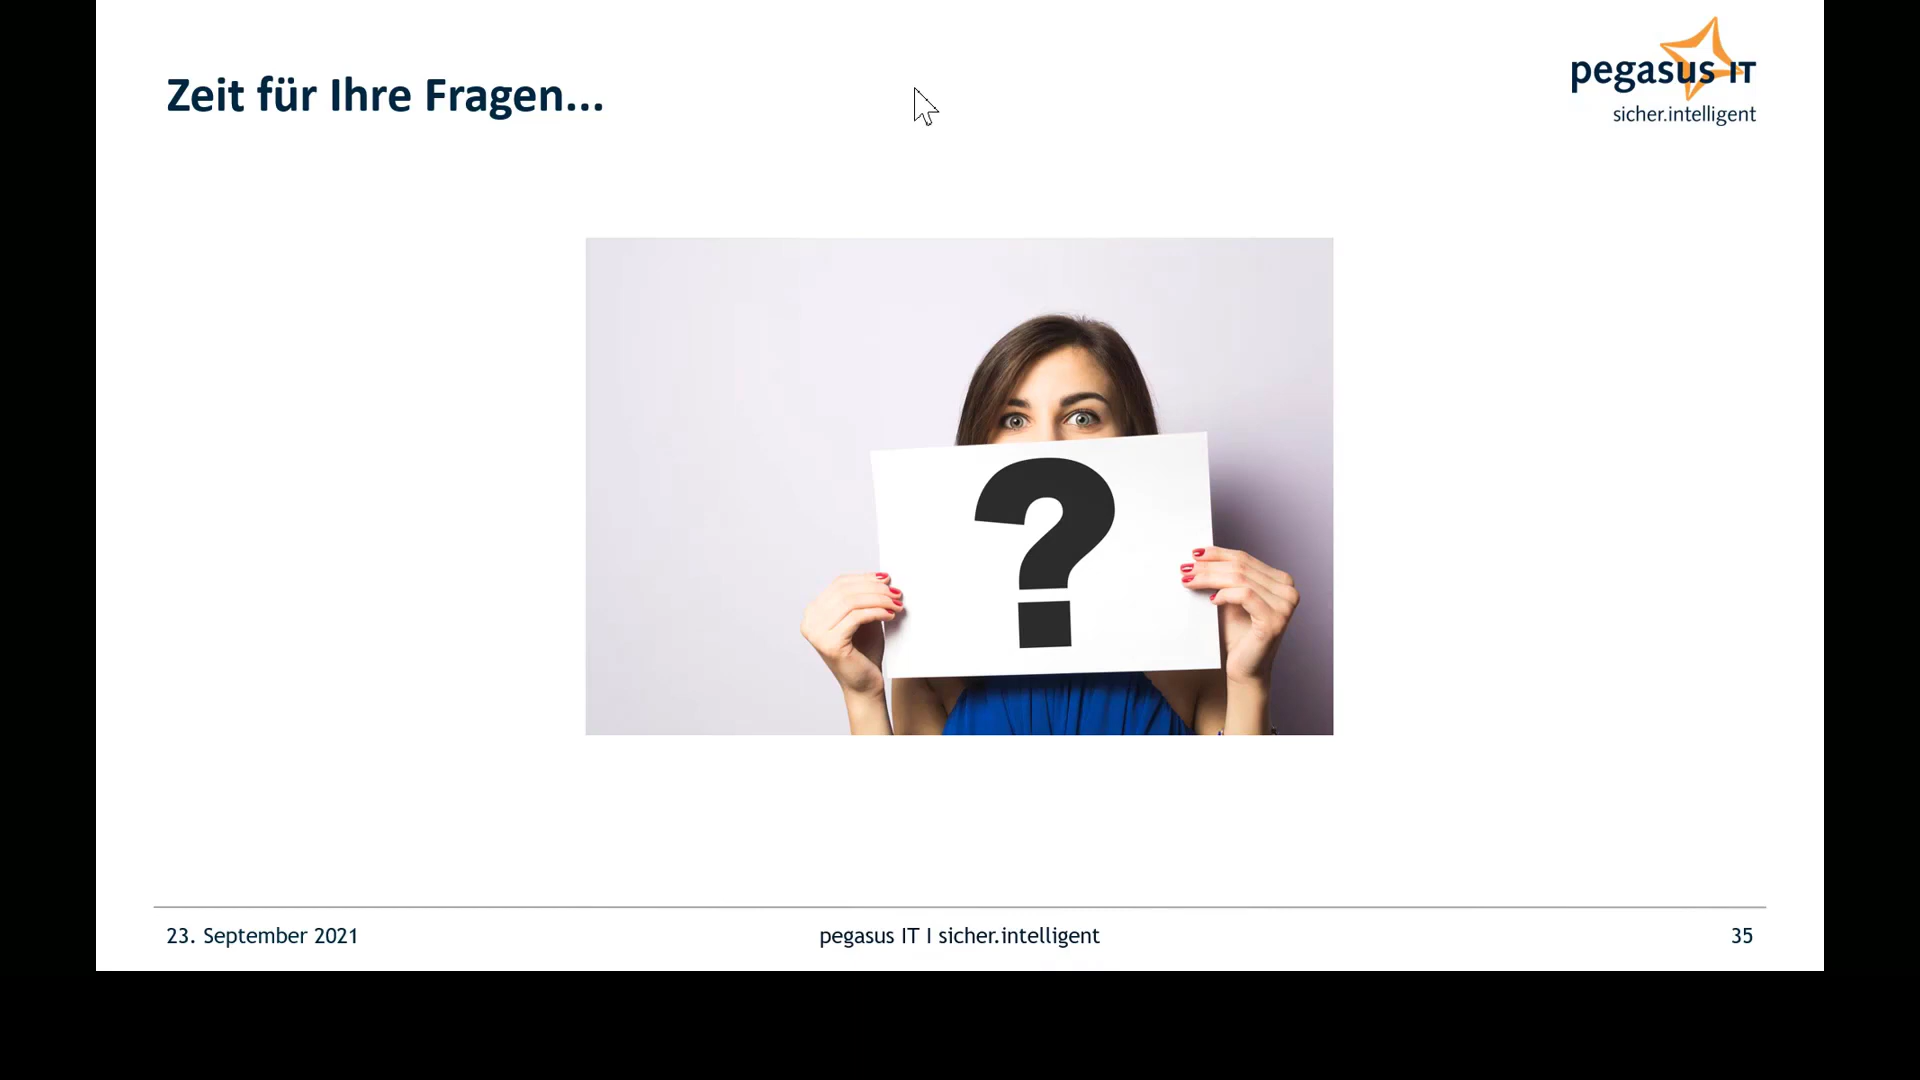 pegasus IT
sicher.intelligent
Zeit für Ihre Fragen...
?
23. September 2021
pegasus IT I sicher.intelligent
35